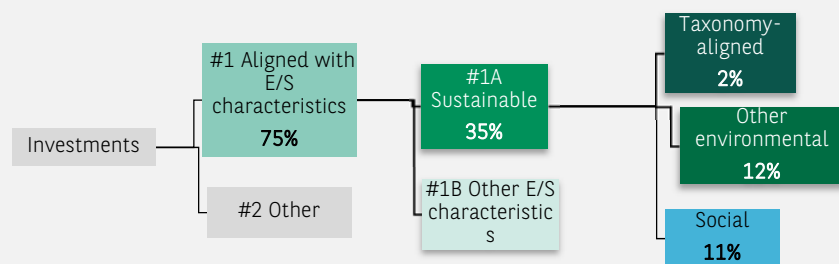 Investments
#1 Aligned with
E/S
characteristics
75%
#2 Other
#1A
Sustainable
35%
#1B Other E/S
characteristic
s
Taxonomy-
aligned
2%
Other
environmental
12%
Social
11%